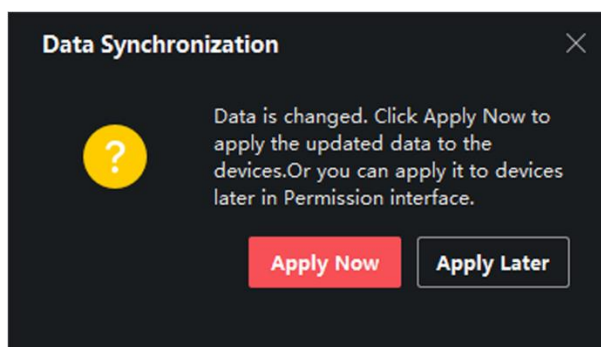 Data Synchronization
?
Data is changed. Click Apply Now to
apply the updated data to the
devices.Or you can apply it to devices
later in Permission interface.
Apply Now
Apply Later